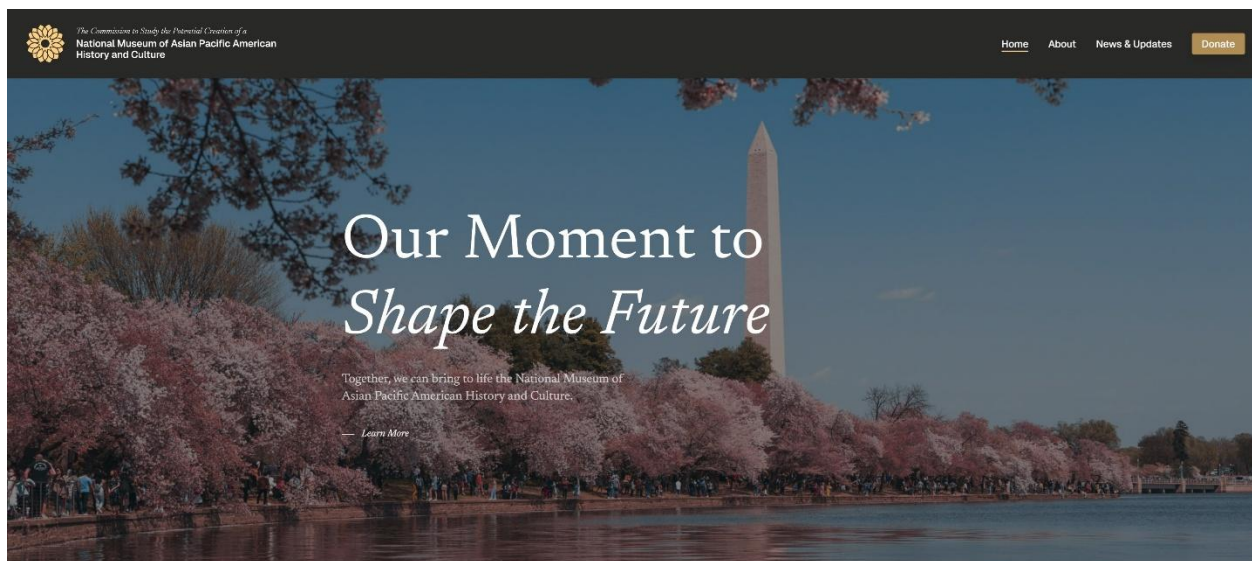 The Commission to Study the Potential Creation of a
National Museum of Asian Pacific American
History and Culture
Home About News & Updates Donate
Our Moment to
Shape the Future
Together, we can bring to life the National Museum of
Asian Pacific American History and Culture.
— Learn More